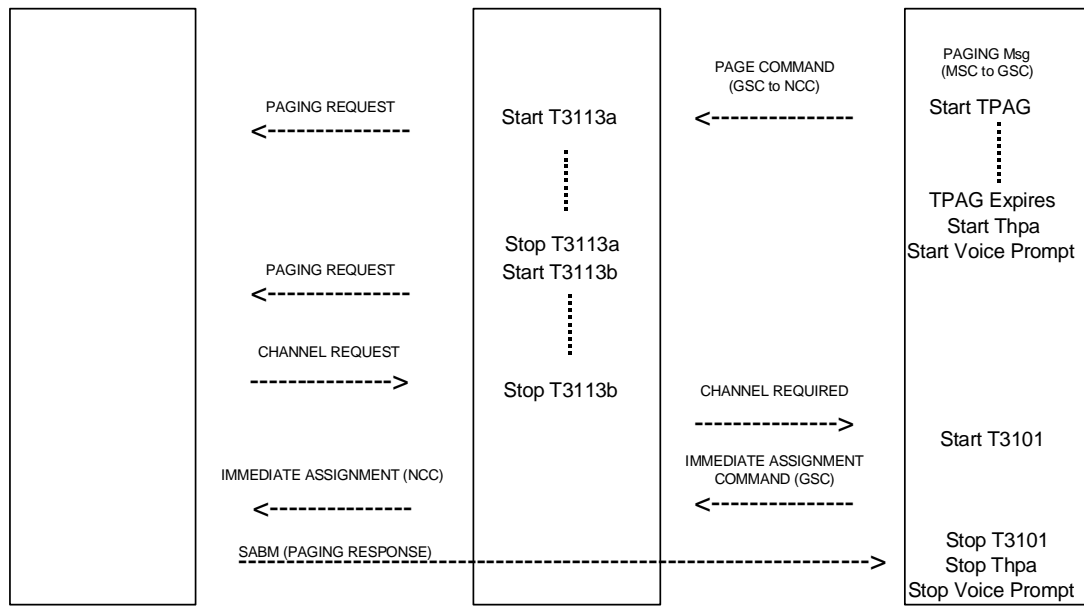 PAGING Msg
(MSC to GSC)
PAGE COMMAND
(GSC to NCC)
PAGING REQUEST
Start T3113a
Start TPAG
TPAG Expires
Start Thpa
Start Voice Prompt
Stop T3113a
Start T3113b
PAGING REQUEST
CHANNEL REQUEST
Stop T3113b
CHANNEL REQUIRED
Start T3101
IMMEDIATE ASSIGNMENT
COMMAND (GSC)
IMMEDIATE ASSIGNMENT (NCC)
SABM (PAGING RESPONSE)
Stop T3101
Stop Thpa
Stop Voice Prompt